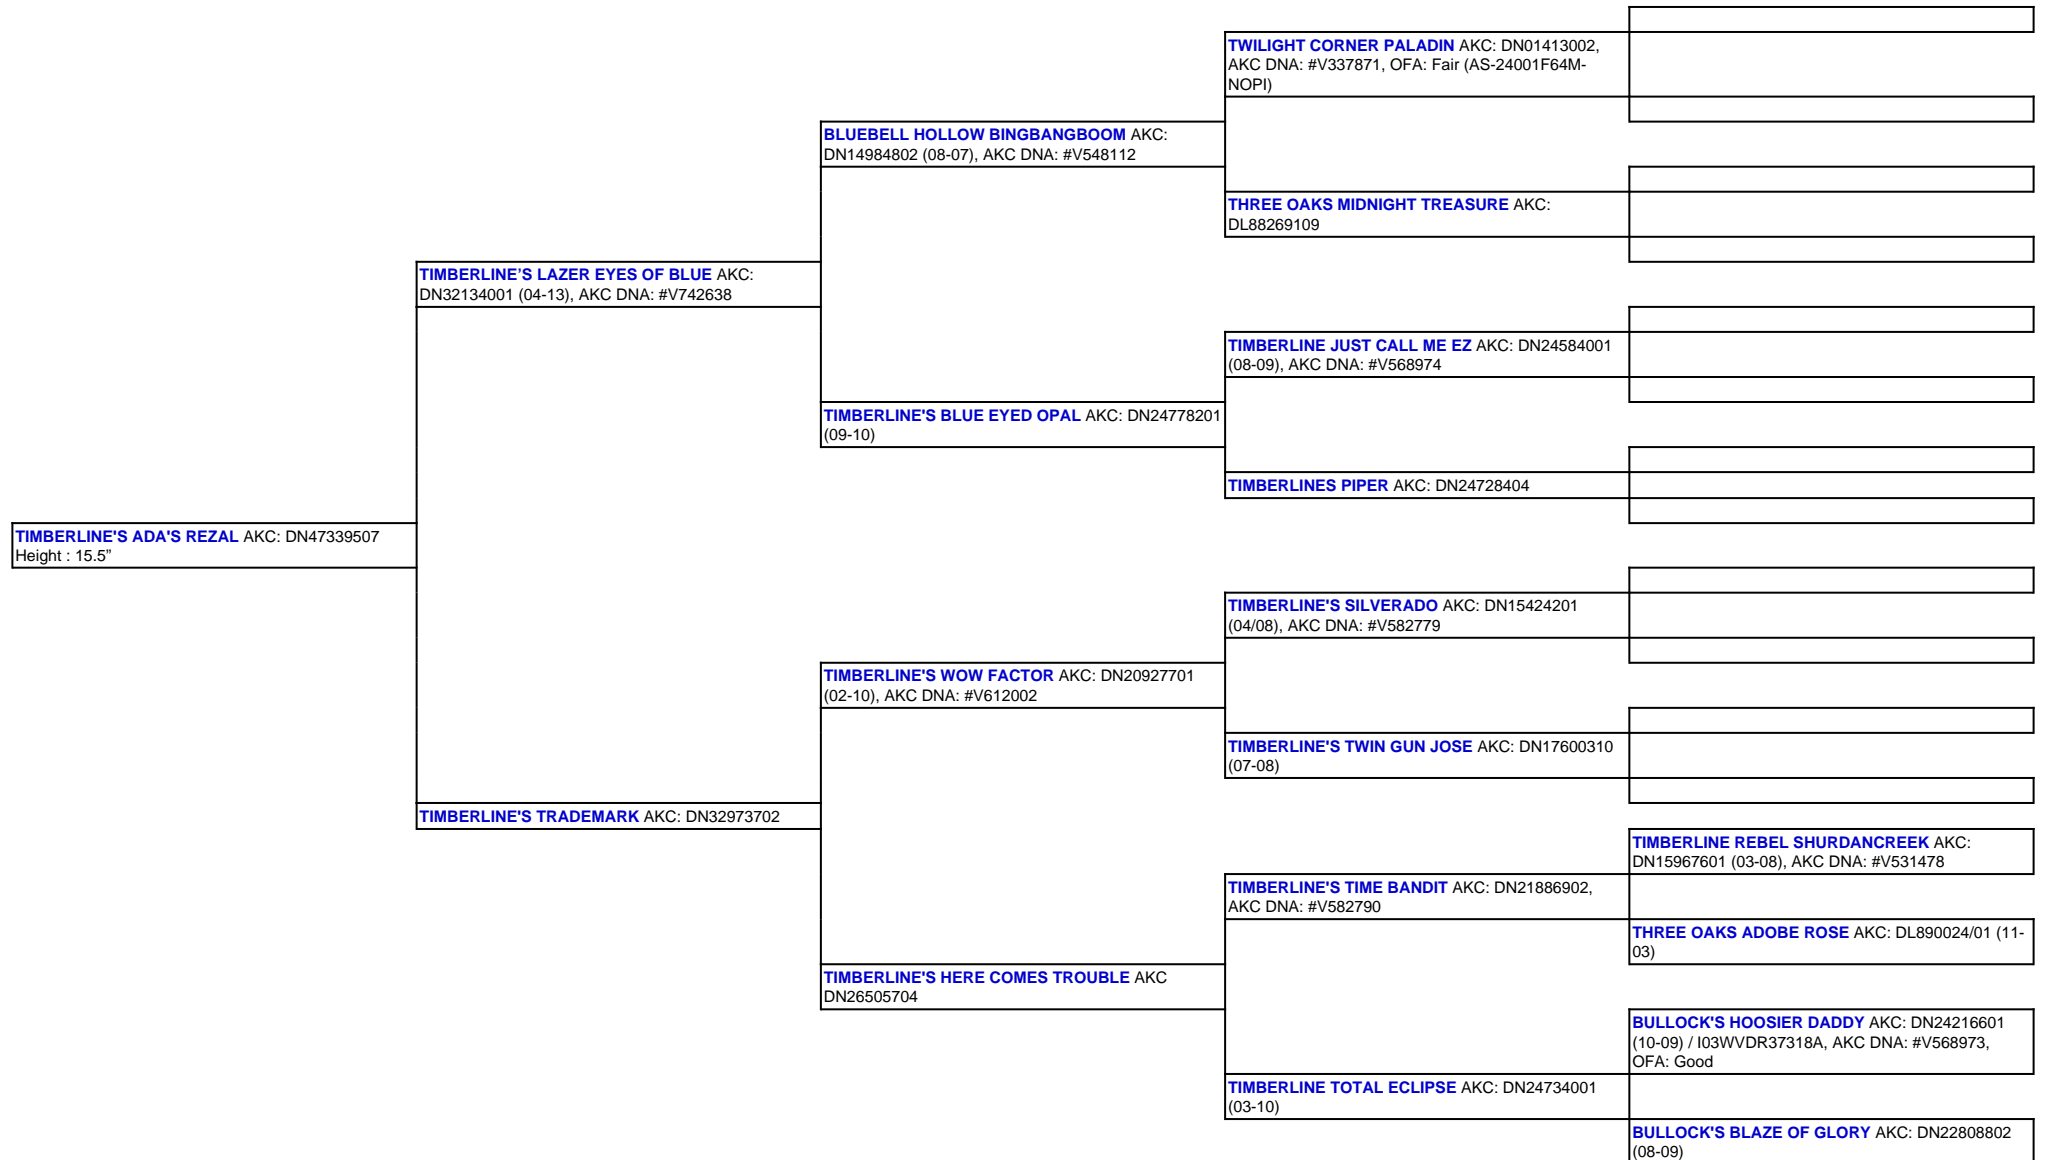 TWILIGHT CORNER PALADIN AKC: DN01413002,
AKC DNA: #V337871, OFA: Fair (AS-24001F64M-
NOPI)
BLUEBELL HOLLOW BINGBANGBOOM AKC:
DN14984802 (08-07), AKC DNA: #V548112
THREE OAKS MIDNIGHT TREASURE AKC:
DL88269109
TIMBERLINE’S LAZER EYES OF BLUE AKC:
DN32134001 (04-13), AKC DNA: #V742638
TIMBERLINE JUST CALL ME EZ AKC: DN24584001
(08-09), AKC DNA: #V568974
TIMBERLINE'S BLUE EYED OPAL AKC: DN24778201
(09-10)
TIMBERLINES PIPER AKC: DN24728404
TIMBERLINE'S ADA'S REZAL AKC: DN47339507
Height : 15.5”
TIMBERLINE'S SILVERADO AKC: DN15424201
(04/08), AKC DNA: #V582779
TIMBERLINE'S WOW FACTOR AKC: DN20927701
(02-10), AKC DNA: #V612002
TIMBERLINE'S TWIN GUN JOSE AKC: DN17600310
(07-08)
TIMBERLINE'S TRADEMARK AKC: DN32973702
TIMBERLINE REBEL SHURDANCREEK AKC:
DN15967601 (03-08), AKC DNA: #V531478
TIMBERLINE'S TIME BANDIT AKC: DN21886902,
AKC DNA: #V582790
THREE OAKS ADOBE ROSE AKC: DL890024/01 (11-
03)
TIMBERLINE'S HERE COMES TROUBLE AKC
DN26505704
BULLOCK'S HOOSIER DADDY AKC: DN24216601
(10-09) / I03WVDR37318A, AKC DNA: #V568973,
OFA: Good
TIMBERLINE TOTAL ECLIPSE AKC: DN24734001
(03-10)
BULLOCK'S BLAZE OF GLORY AKC: DN22808802
(08-09)